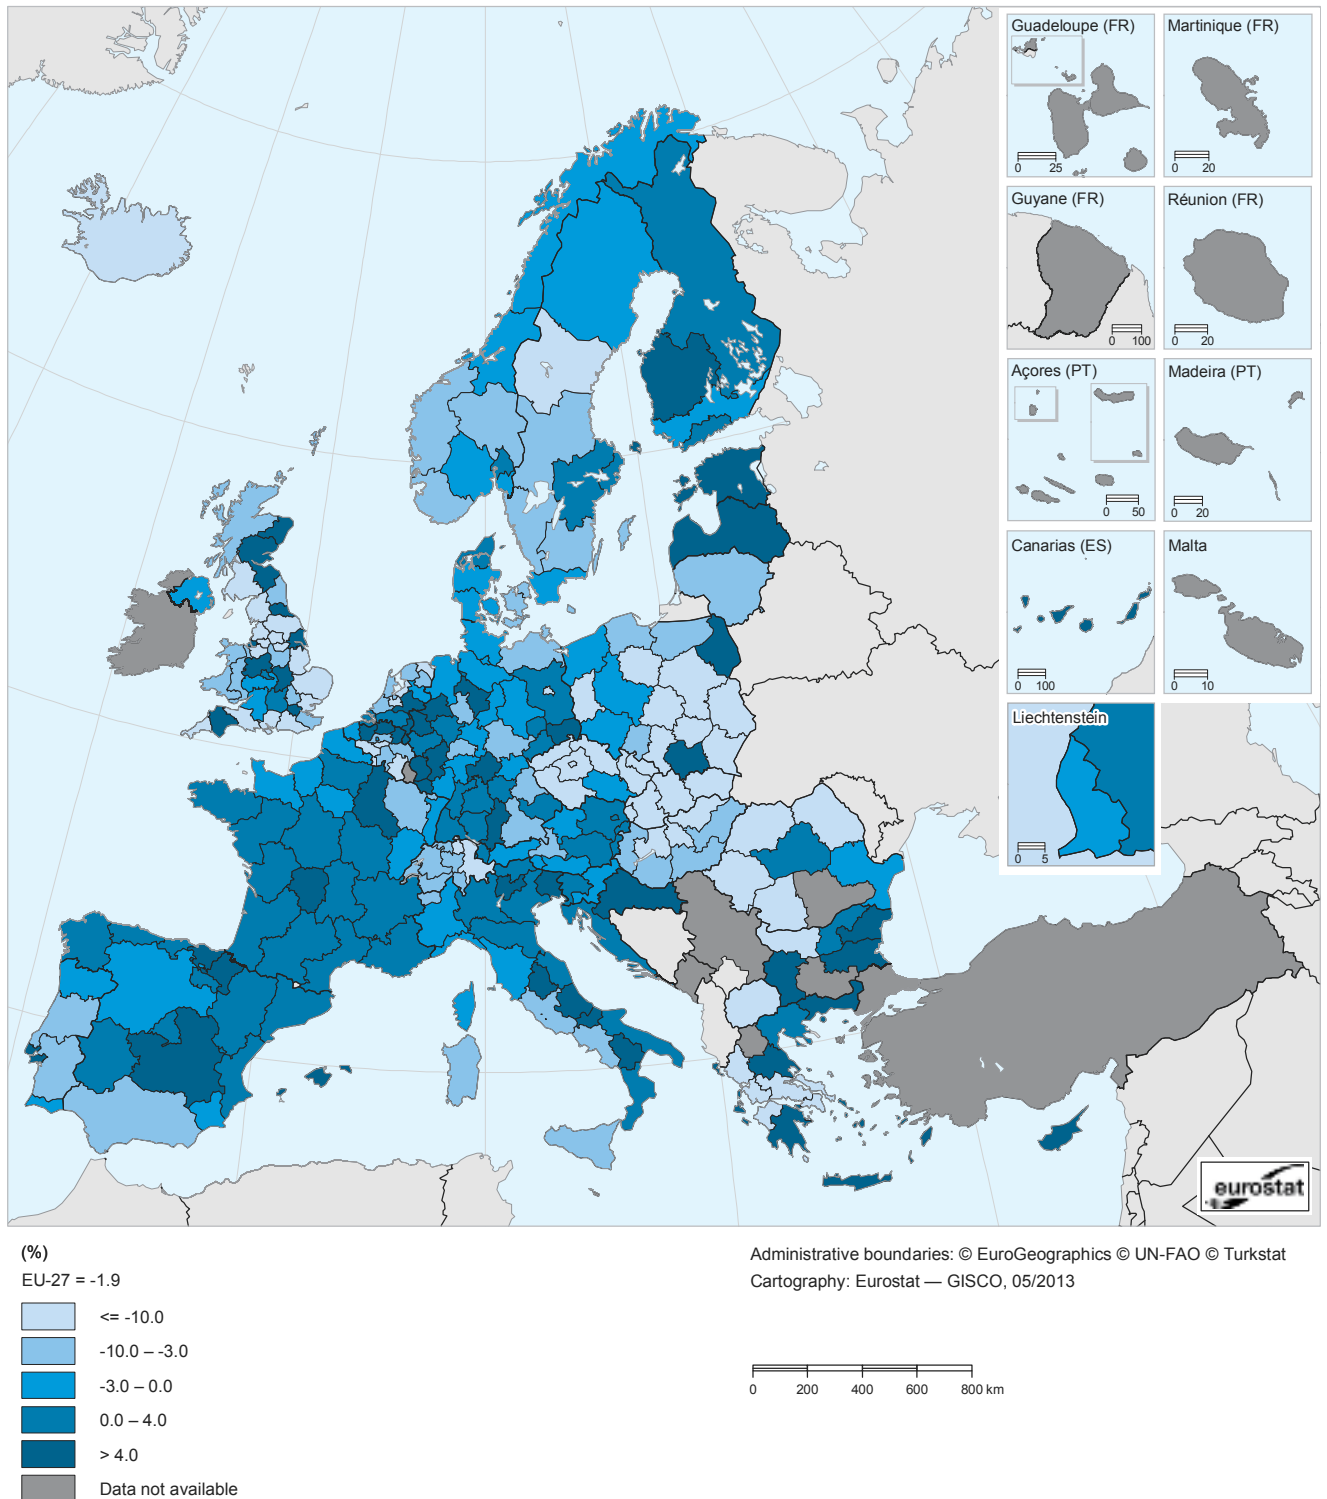 Guadeloupe (FR)
0 25
Martinique (FR)
0 20
Guyane (FR)
0 100
Réunion (FR)
0 20
Açores (PT)
0 50
Madeira (PT)
0 20
Canarias (ES)
0 100
Malta
0 10
Liechtenstein
0 5
eurostat
(%)
EU-27 = -1.9
<= -10.0
-10.0 – -3.0
-3.0 – 0.0
0.0 – 4.0
> 4.0
Data not available
Administrative boundaries: © EuroGeographics © UN-FAO © Turkstat
Cartography: Eurostat — GISCO, 05/2013
0 200 400 600 800 km